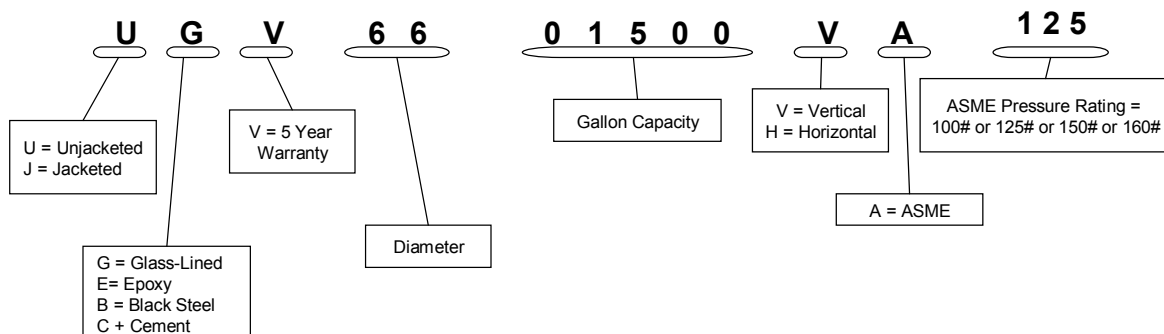 U G V 6 6 0 1 5 0 0 V A 1 2 5
U = Unjacketed
J = Jacketed
V = 5 Year
Warranty
Gallon Capacity
V = Vertical
H = Horizontal
ASME Pressure Rating =
100# or 125# or 150# or 160#
A = ASME
Diameter
G = Glass-Lined
E= Epoxy
B = Black Steel
C + Cement